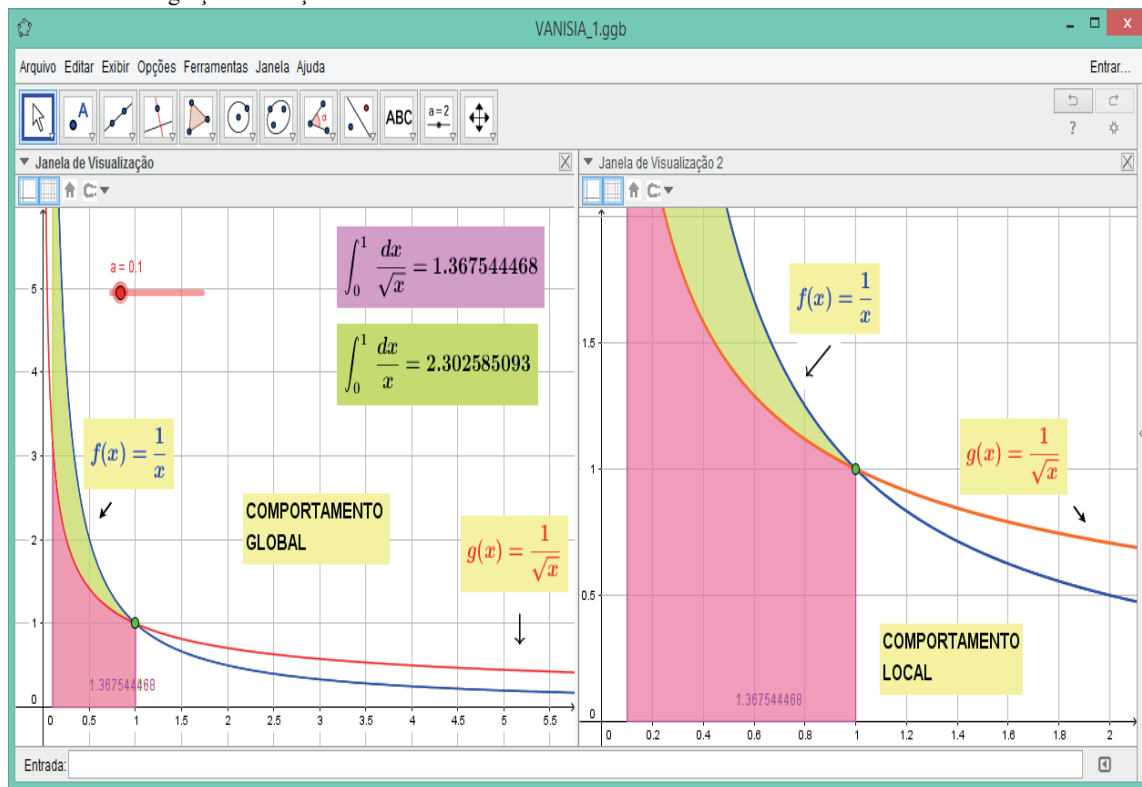 VANISIA_1.ggb
Arquivo Editar Exibir Opções Ferramentas Janela Ajuda
Entrar...
A
α
ABC
a=2
Janela de Visualização
Janela de Visualização 2
a = 0.1
∫₀¹ dx/√x = 1.367544468
∫₀¹ dx/x = 2.302585093
f(x) = 1/x
COMPORTAMENTO
GLOBAL
g(x) = 1/√x
1.367544468
5
4
3
2
1
0
0 0.5 1 1.5 2 2.5 3 3.5 4 4.5 5 5.5
f(x) = 1/x
g(x) = 1/√x
COMPORTAMENTO
LOCAL
1.367544468
1.5
1
0.5
0
0 0.2 0.4 0.6 0.8 1 1.2 1.4 1.6 1.8 2
Entrada: